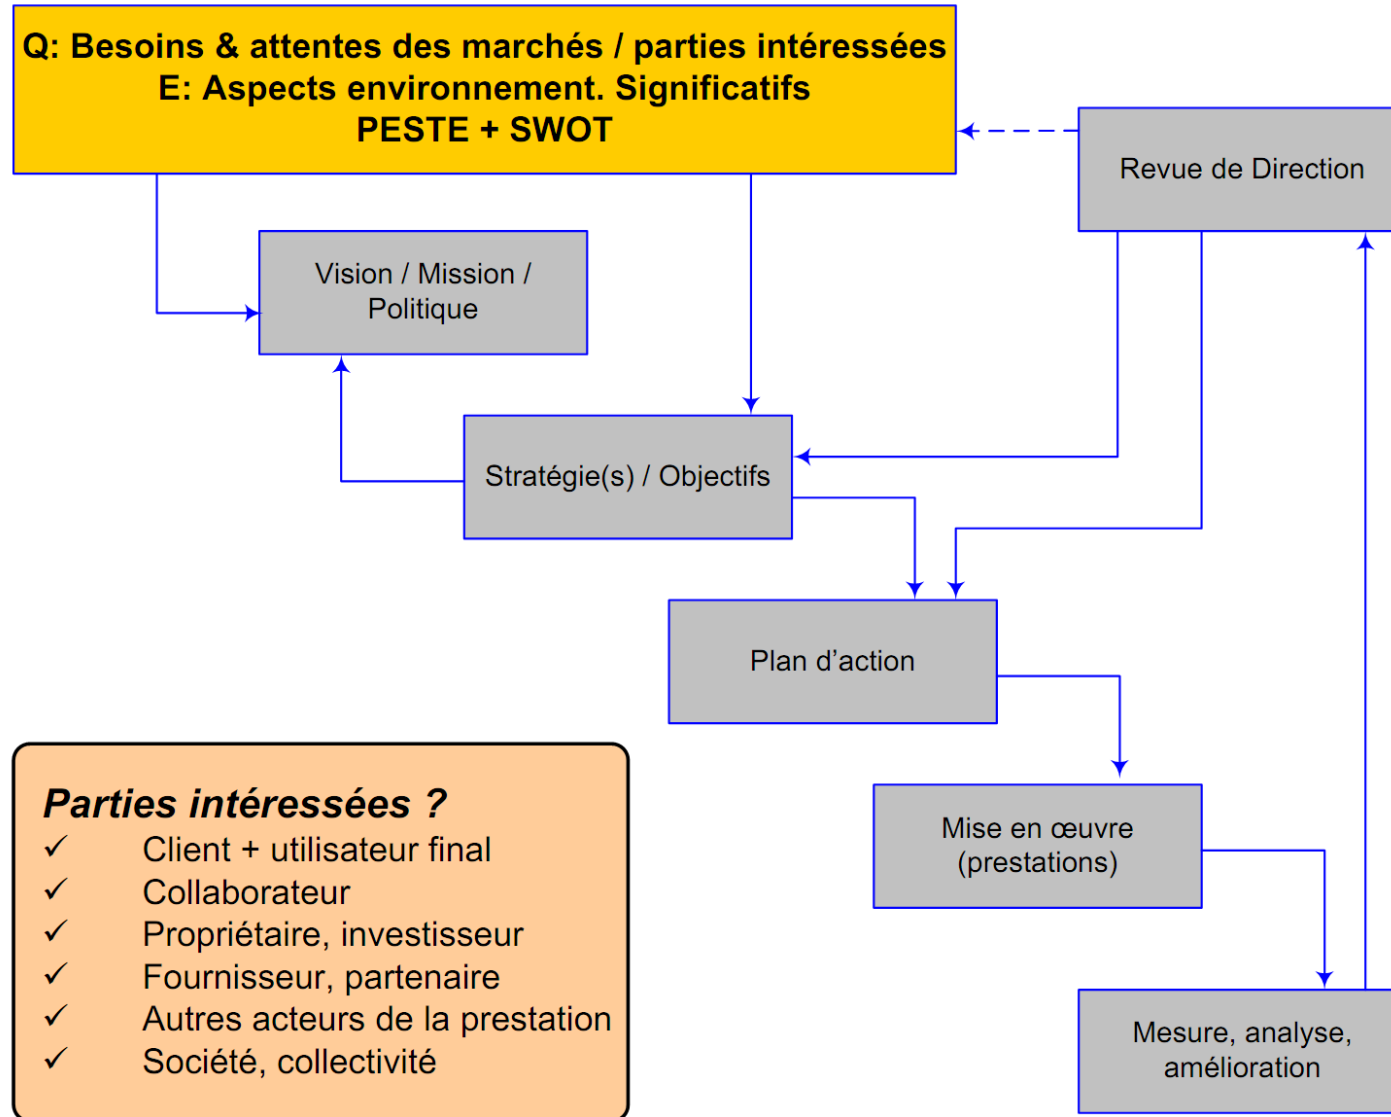 Q: Besoins & attentes des marchés / parties intéressées
E: Aspects environnement. Significatifs
PESTE + SWOT
Revue de Direction
Vision / Mission /
Politique
Stratégie(s) / Objectifs
Plan d’action
Mise en œuvre
(prestations)
Mesure, analyse,
amélioration
Parties intéressées ?
✓ Client + utilisateur final
✓ Collaborateur
✓ Propriétaire, investisseur
✓ Fournisseur, partenaire
✓ Autres acteurs de la prestation
✓ Société, collectivité